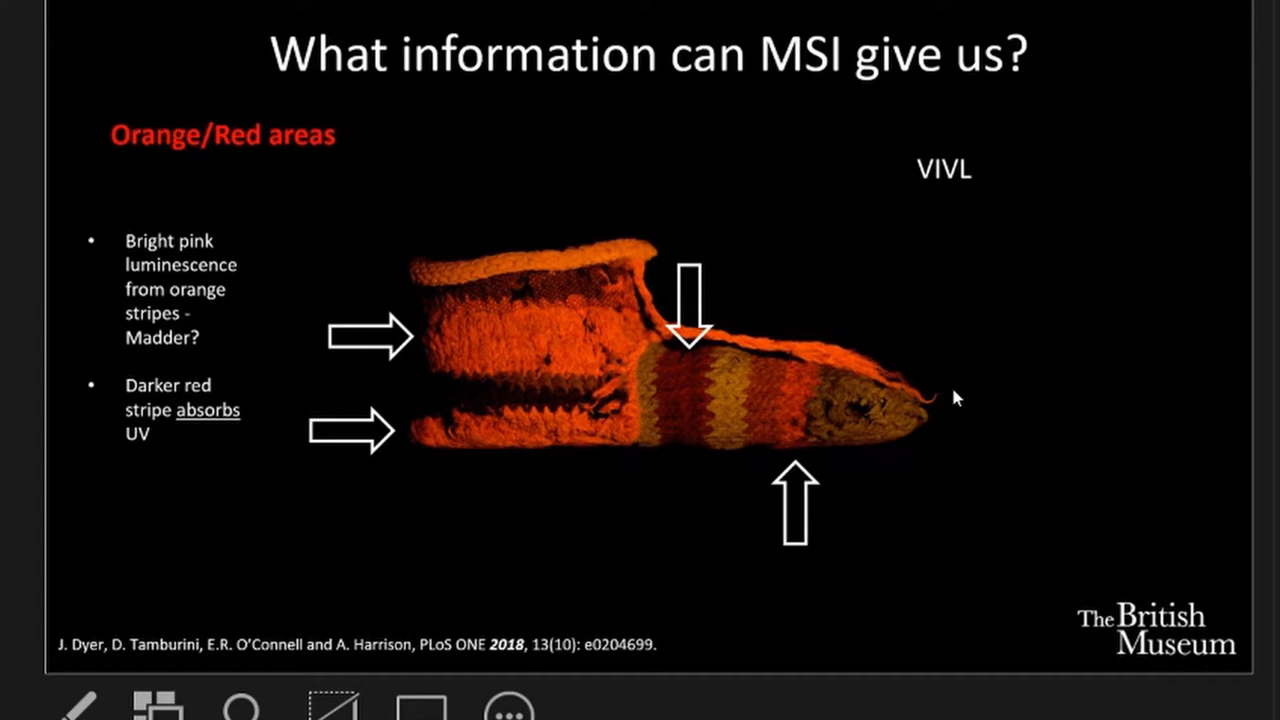 What information can MSI give us?
Orange/Red areas
VIVL
• Bright pink
luminescence
from orange
stripes -
Madder?
• Darker red
stripe absorbs
UV
J. Dyer, D. Tamburini, E.R. O'Connell and A. Harrison, PLoS ONE 2018, 13(10): e0204699.
The British
Museum